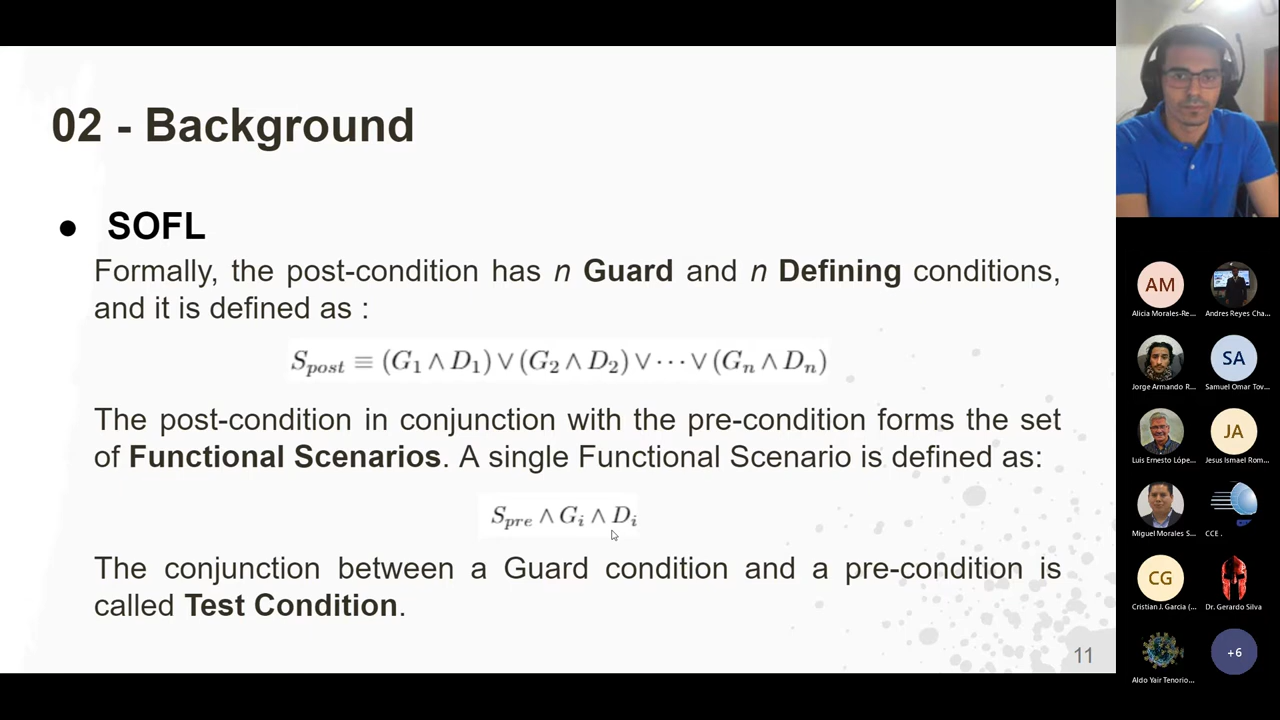 02 - Background
● SOFL
Formally, the post-condition has n Guard and n Defining conditions,
and it is defined as :
S_post ≡ (G_1 ∧ D_1) ∨ (G_2 ∧ D_2) ∨ ⋯ ∨ (G_n ∧ D_n)
The post-condition in conjunction with the pre-condition forms the set
of Functional Scenarios. A single Functional Scenario is defined as:
S_pre ∧ G_i ∧ D_i
The conjunction between a Guard condition and a pre-condition is
called Test Condition.
11
AM
Alicia Morales-Re...
Andres Reyes Cha...
Jorge Armando R...
SA
Samuel Omar Tov...
Luis Ernesto Lópe...
JA
Jesus Ismael Rom...
Miguel Morales S...
CCE .
CG
Cristian J. Garcia (...
Dr. Gerardo Silva
Aldo Yair Tenorio...
+6